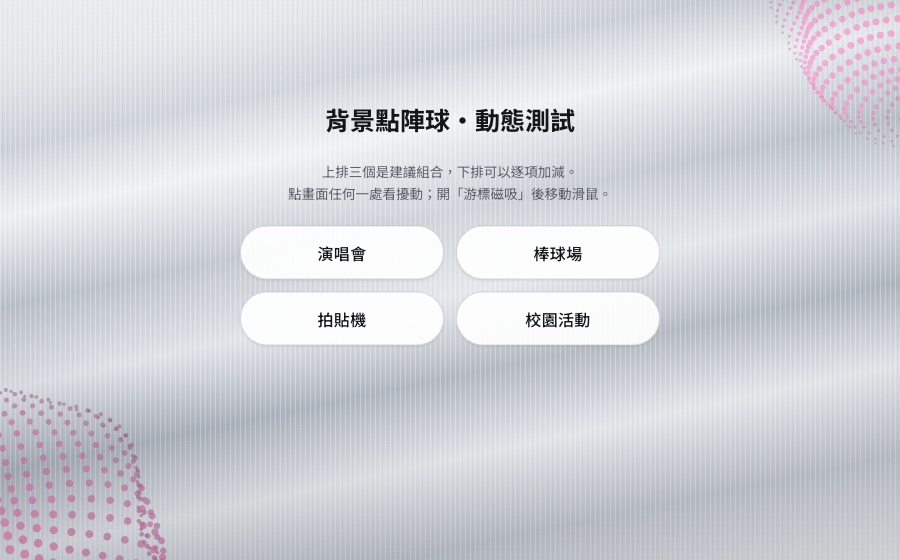 背景點陣球・動態測試
上排三個是建議組合，下排可以逐項加減。
點畫面任何一處看擾動；開「游標磁吸」後移動滑鼠。
演唱會
棒球場
拍貼機
校園活動